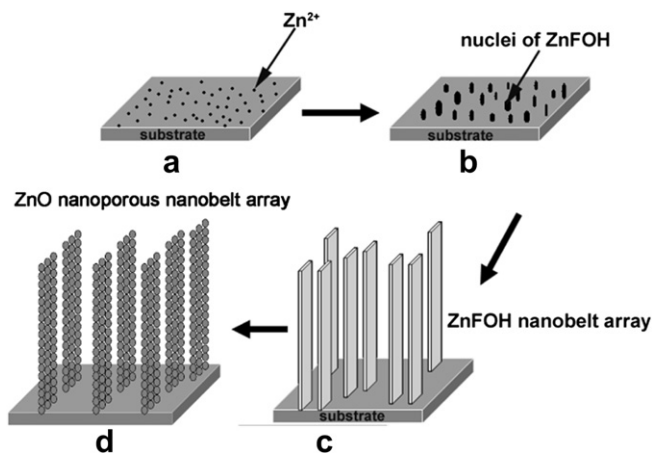 Zn²⁺
substrate
a
nuclei of ZnFOH
substrate
b
ZnFOH nanobelt array
substrate
c
ZnO nanoporous nanobelt array
d